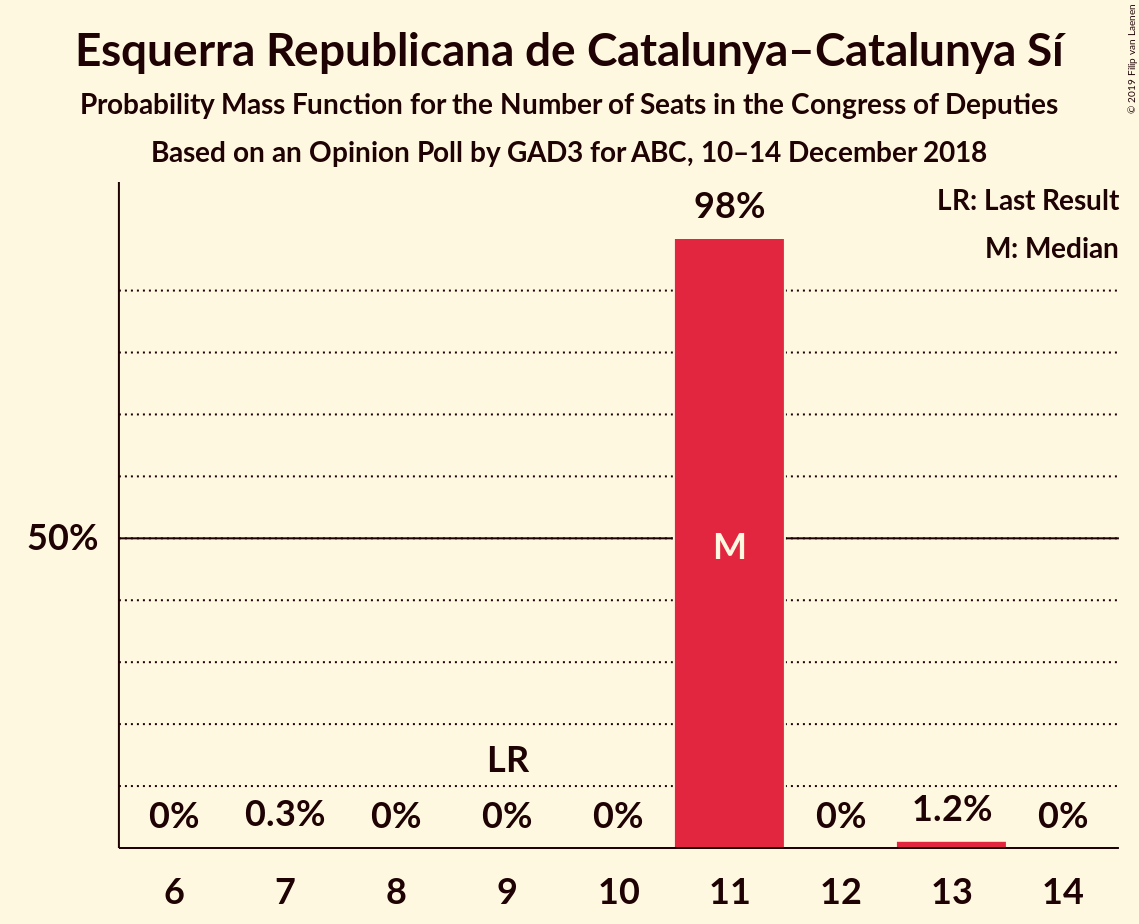 Esquerra Republicana de Catalunya–Catalunya Sí
Probability Mass Function for the Number of Seats in the Congress of Deputies
Based on an Opinion Poll by GAD3 for ABC, 10–14 December 2018
© 2019 Filip van Laenen
LR: Last Result
M: Median
98%
50%
M
LR
0% 0.3% 0% 0% 0% 0% 1.2% 0%
6 7 8 9 10 11 12 13 14